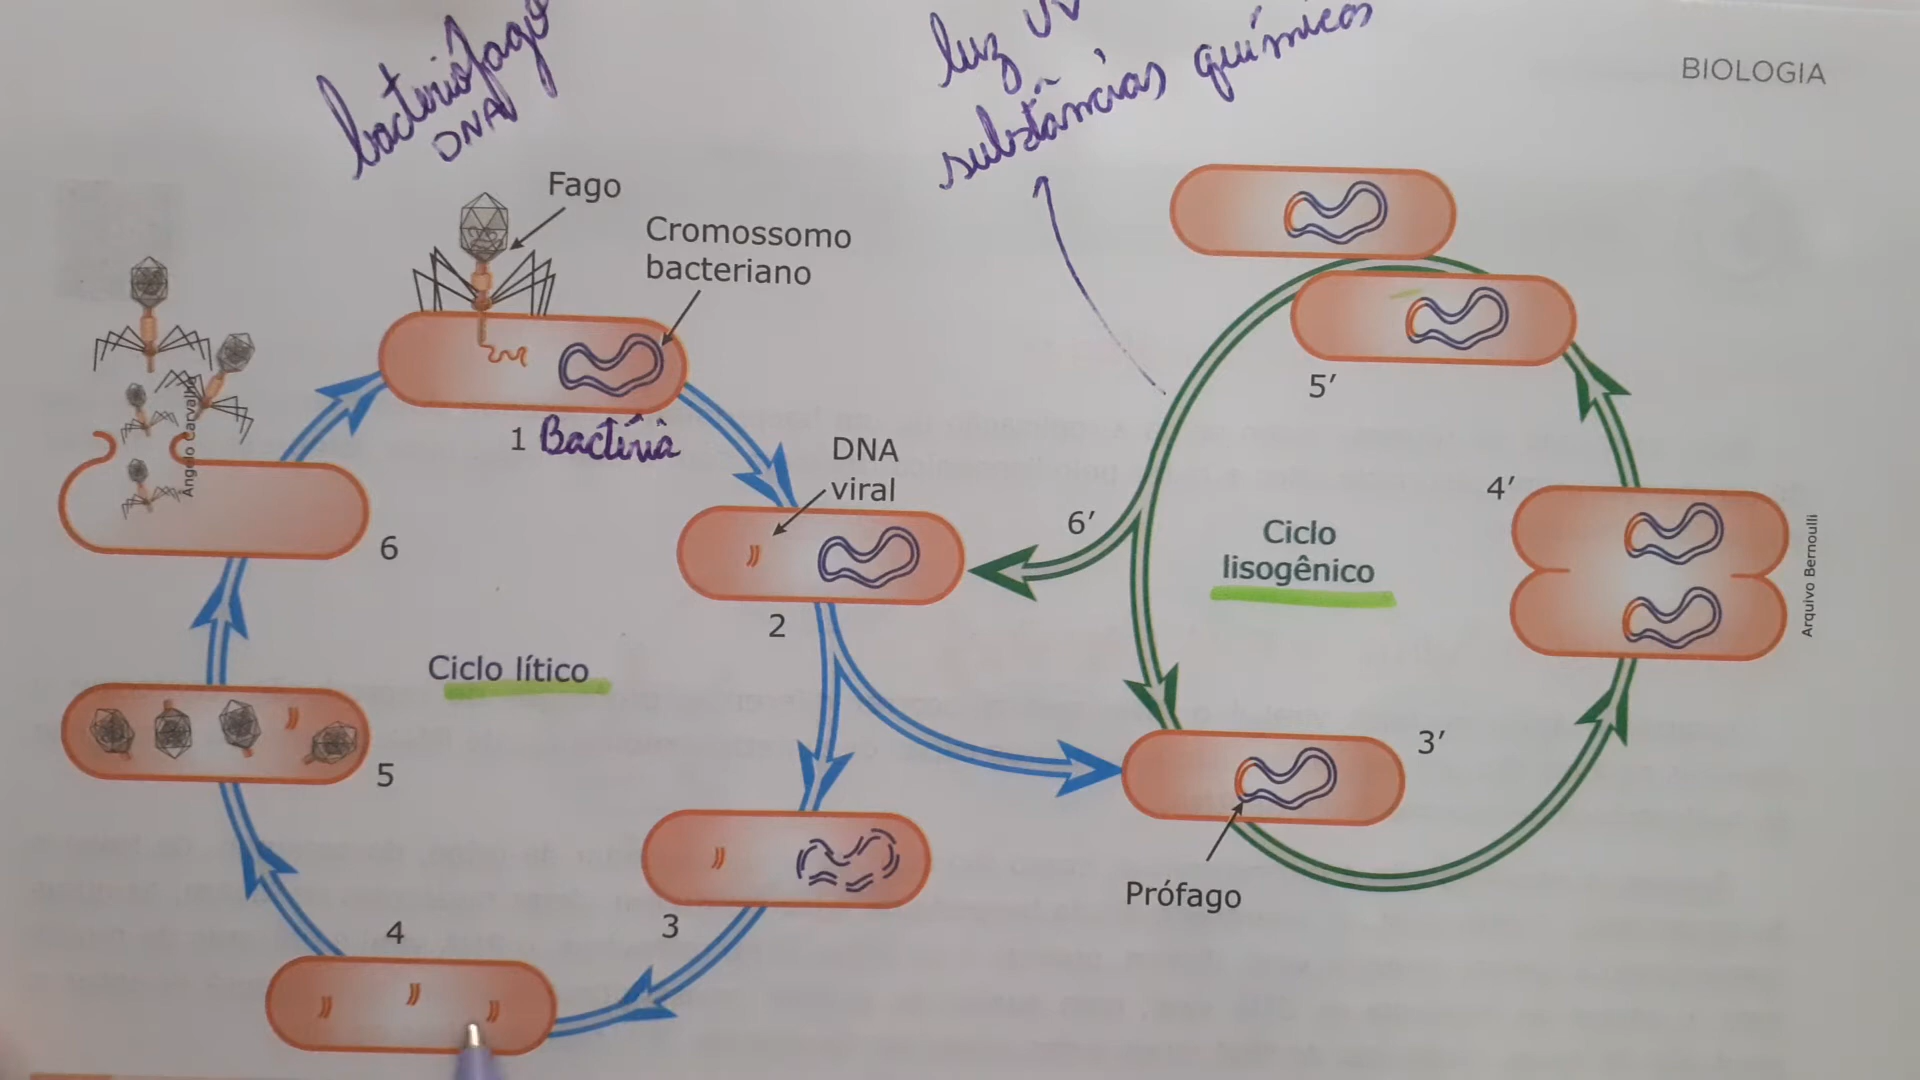 bacteriófago
DNA
luz UV
substâncias químicas
BIOLOGIA
Fago
Cromossomo
bacteriano
1 Bactéria
DNA
viral
2
3
4
5
6
Ciclo lítico
Ângelo Carvalho
Ciclo
lisogênico
3′
4′
5′
6′
Prófago
Arquivo Bernoulli